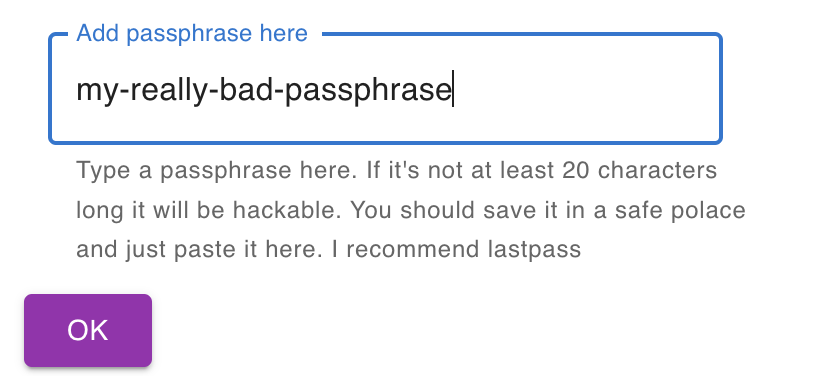 Add passphrase here
my-really-bad-passphrase
Type a passphrase here. If it's not at least 20 characters
long it will be hackable. You should save it in a safe polace
and just paste it here. I recommend lastpass
OK